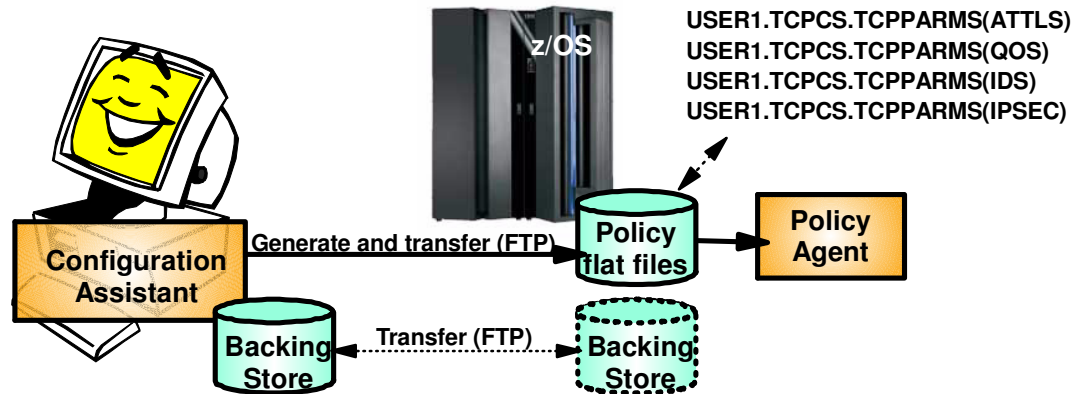 USER1.TCPCS.TCPPARMS(ATTLS)
USER1.TCPCS.TCPPARMS(QOS)
USER1.TCPCS.TCPPARMS(IDS)
USER1.TCPCS.TCPPARMS(IPSEC)
z/OS
Configuration
Assistant
Generate and transfer (FTP)
Policy
flat files
Policy
Agent
Backing
Store
Transfer (FTP)
Backing
Store